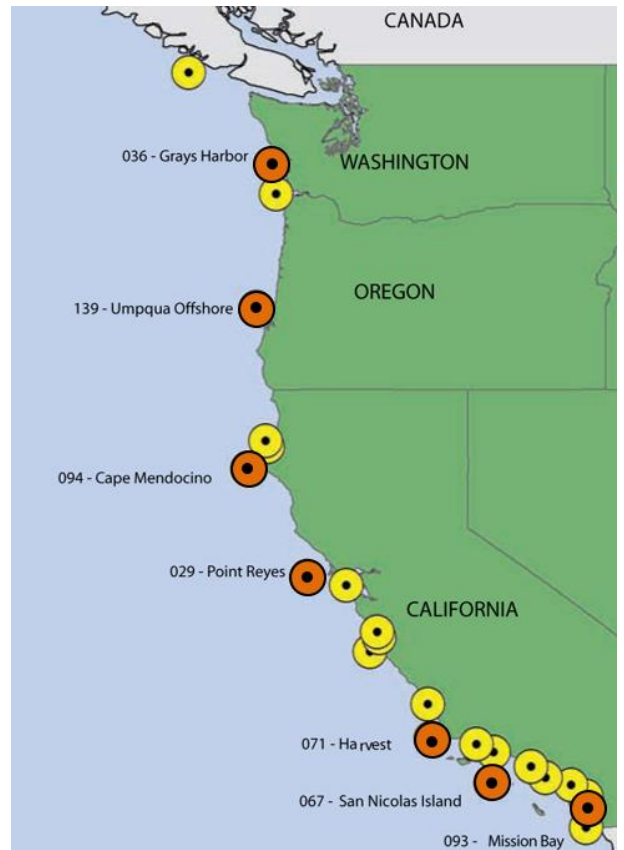 CANADA
036 - Grays Harbor
WASHINGTON
139 - Umpqua Offshore
OREGON
094 - Cape Mendocino
029 - Point Reyes
CALIFORNIA
071 - Harvest
067 - San Nicolas Island
093 - Mission Bay